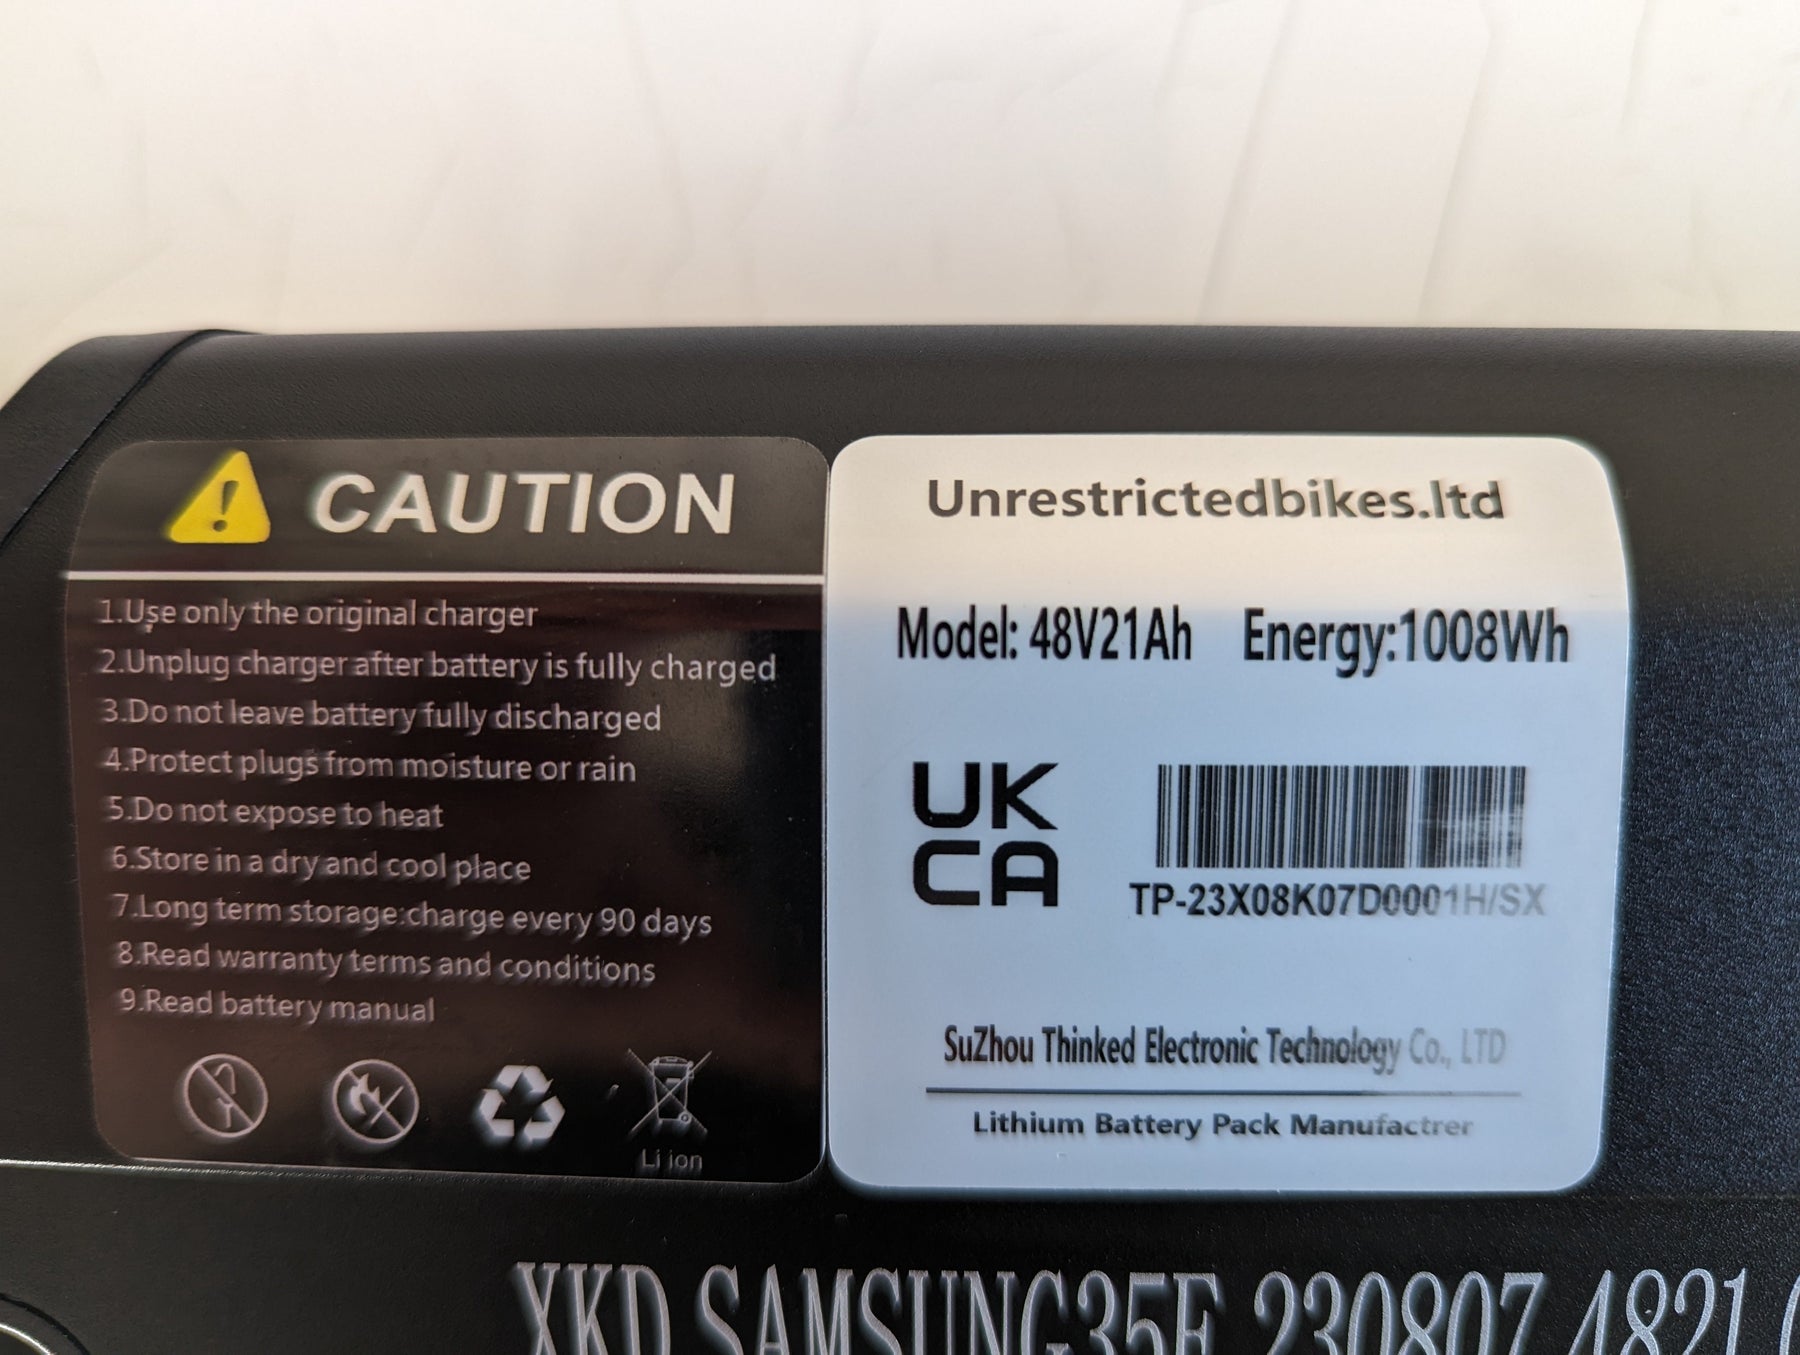 CAUTION
1.Use only the original charger
2.Unplug charger after battery is fully charged
3.Do not leave battery fully discharged
4.Protect plugs from moisture or rain
5.Do not expose to heat
6.Store in a dry and cool place
7.Long term storage:charge every 90 days
8.Read warranty terms and conditions
9.Read battery manual
Li ion
Unrestrictedbikes.ltd
Model: 48V21Ah Energy:1008Wh
UK
CA
TP-23X08K07D0001H/SX
SuZhou Thinked Electronic Technology Co., LTD
Lithium Battery Pack Manufactrer
XKD SAMSUNG35E 230807 4821